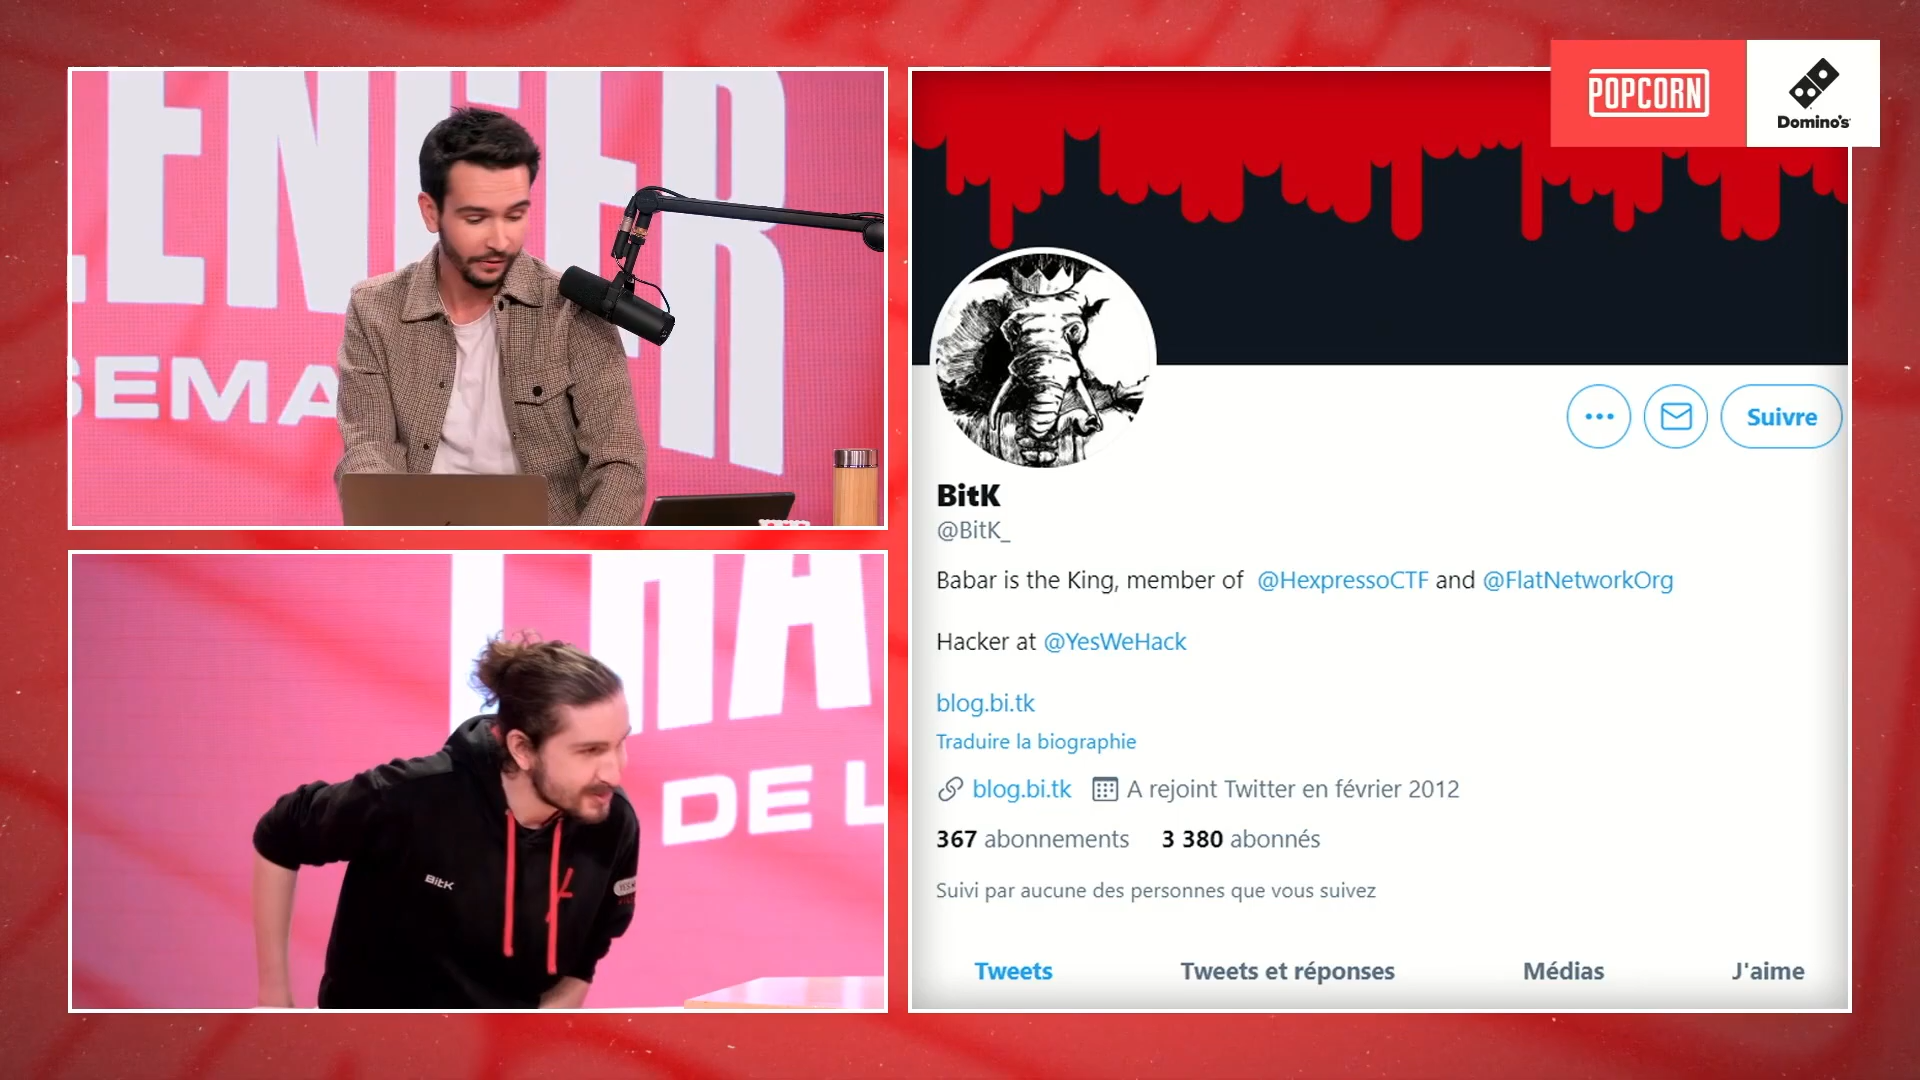 POPCORN
Domino's
LENGER
SEMA
BitK
@BitK_
Babar is the King, member of @HexpressoCTF and @FlatNetworkOrg
Hacker at @YesWeHack
blog.bi.tk
Traduire la biographie
blog.bi.tk A rejoint Twitter en février 2012
367 abonnements 3 380 abonnés
Suivi par aucune des personnes que vous suivez
Tweets Tweets et réponses Médias J'aime
CHA
DE L
BitK